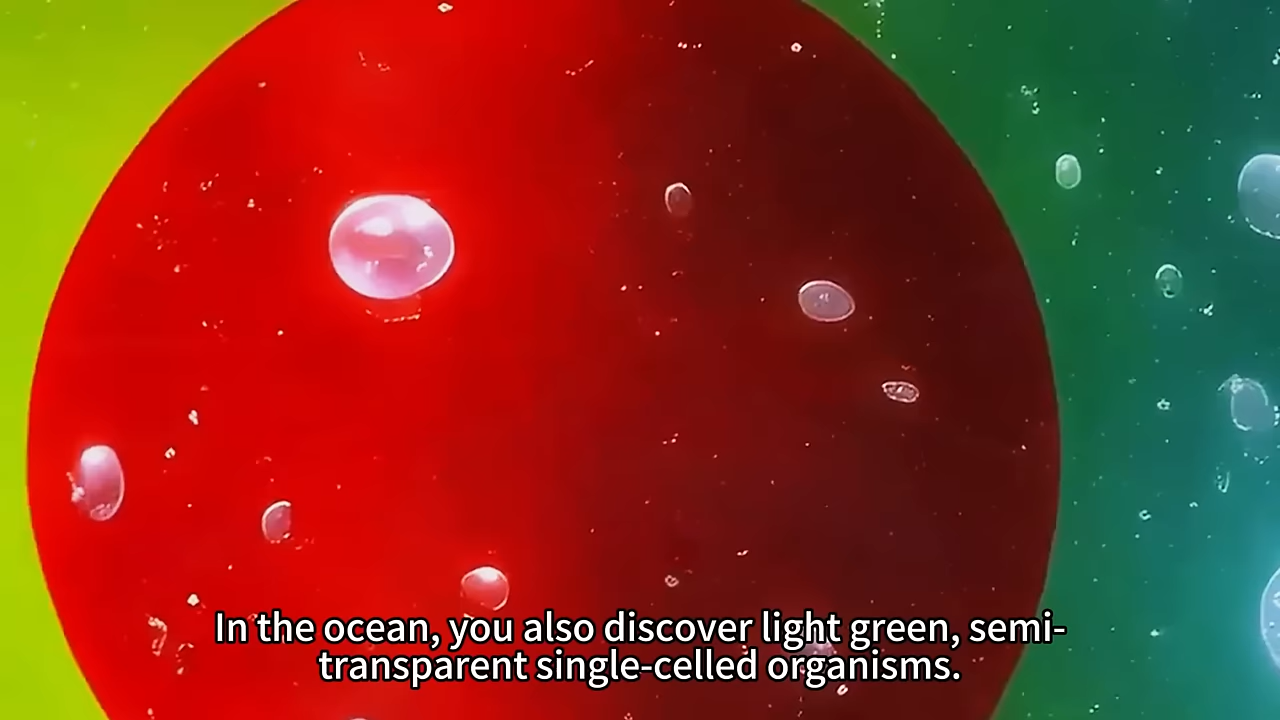 In the ocean, you also discover light green, semi-
transparent single-celled organisms.